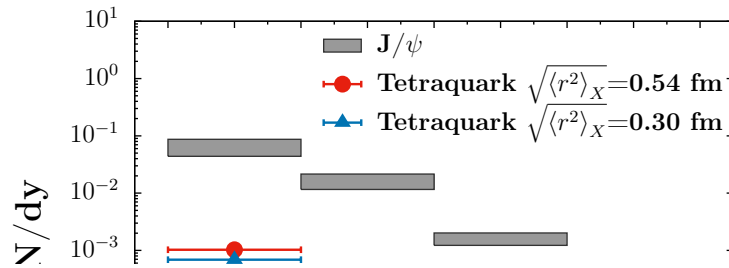 10^1
J/ψ
10^0
Tetraquark √⟨r²⟩_X=0.54 fm
Tetraquark √⟨r²⟩_X=0.30 fm
10^−1
10^−2
10^−3
N/dy